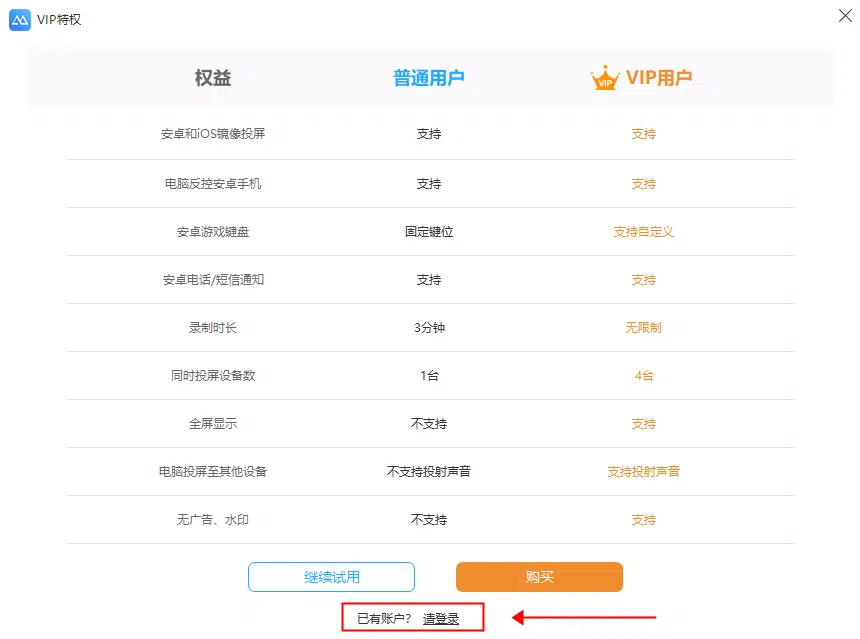 VIP特权
权益 普通用户 VIP VIP用户
安卓和iOS镜像投屏 支持 支持
电脑反控安卓手机 支持 支持
安卓游戏键盘 固定键位 支持自定义
安卓电话/短信通知 支持 支持
录制时长 3分钟 无限制
同时投屏设备数 1台 4台
全屏显示 不支持 支持
电脑投屏至其他设备 不支持投射声音 支持投射声音
无广告、水印 不支持 支持
继续试用 购买
已有账户? 请登录